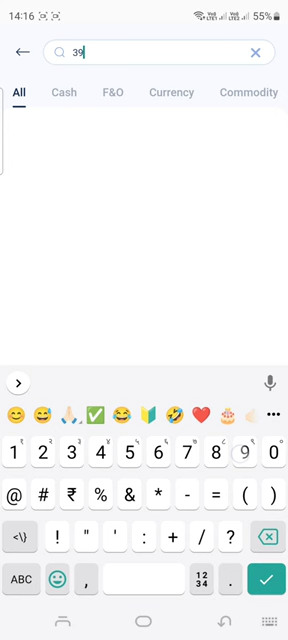 14:16 55%
39
All Cash F&O Currency Commodity
1 2 3 4 5 6 7 8 9 0
@ # ₹ % & * - = ( )
<\} ! " ' : + / ?
ABC , 12 34 .